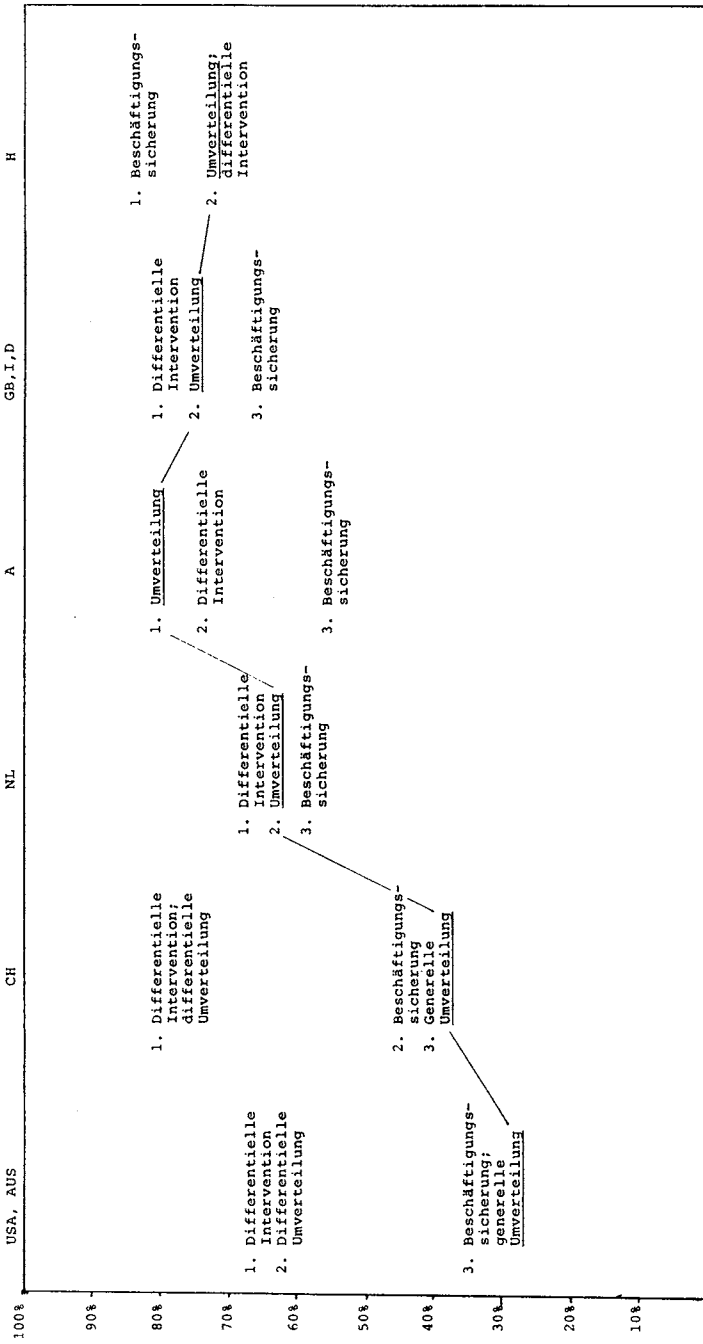 USA, AUS
CH
NL
A
GB,I,D
H
100%
90%
80%
70%
60%
50%
40%
30%
20%
10%
1. Differentielle
Intervention
2. Differentielle
Umverteilung
3. Beschäftigungs-
sicherung;
generelle
Umverteilung
1. Differentielle
Intervention;
differentielle
Umverteilung
2. Beschäftigungs-
sicherung
3. Generelle
Umverteilung
1. Differentielle
Intervention
2. Umverteilung
3. Beschäftigungs-
sicherung
1. Umverteilung
2. Differentielle
Intervention
3. Beschäftigungs-
sicherung
1. Differentielle
Intervention
2. Umverteilung
3. Beschäftigungs-
sicherung
1. Beschäftigungs-
sicherung
2. Umverteilung;
differentielle
Intervention